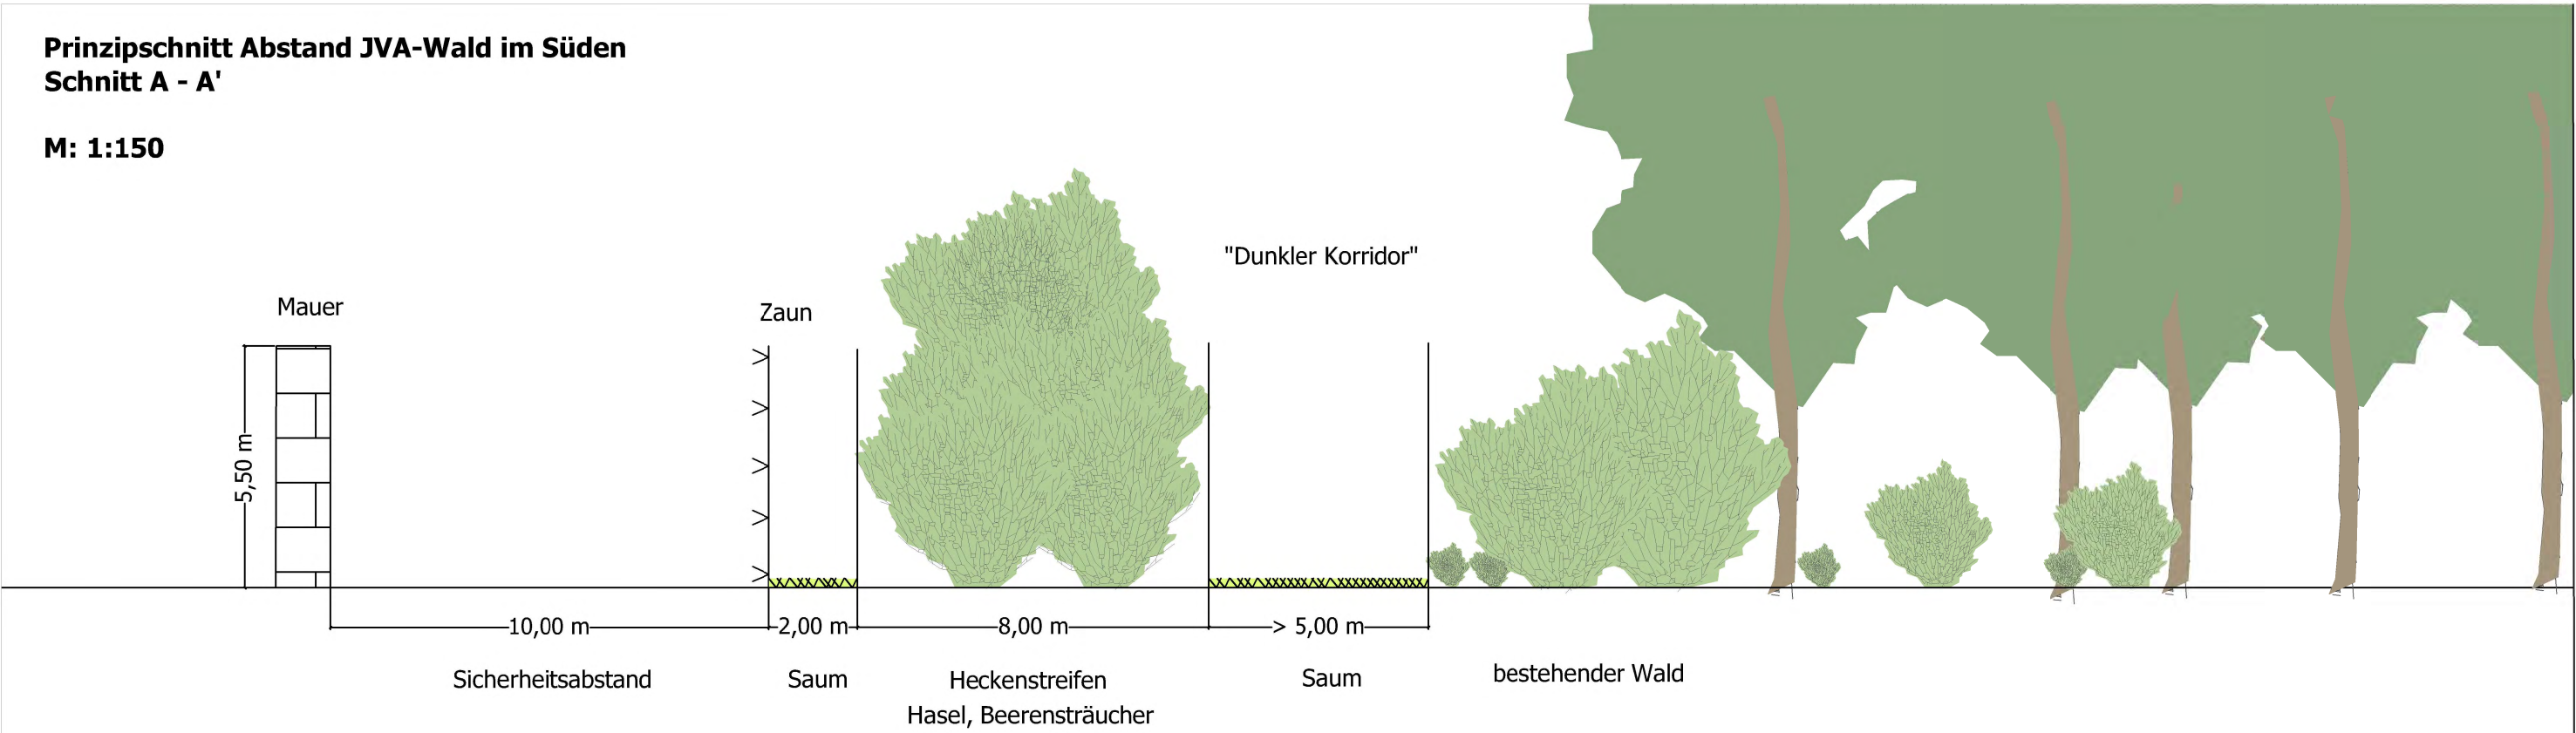 Prinzipschnitt Abstand JVA-Wald im Süden
Schnitt A - A'
M: 1:150
"Dunkler Korridor"
Mauer
Zaun
5,50 m
10,00 m
2,00 m
8,00 m
> 5,00 m
Sicherheitsabstand
Saum
Heckenstreifen
Hasel, Beerensträucher
Saum
bestehender Wald